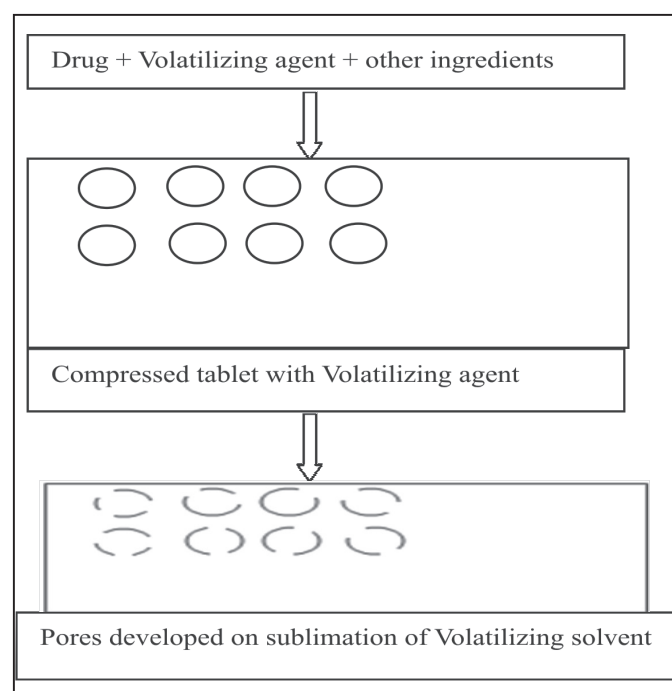 Drug + Volatilizing agent + other ingredients
Compressed tablet with Volatilizing agent
Pores developed on sublimation of Volatilizing solvent